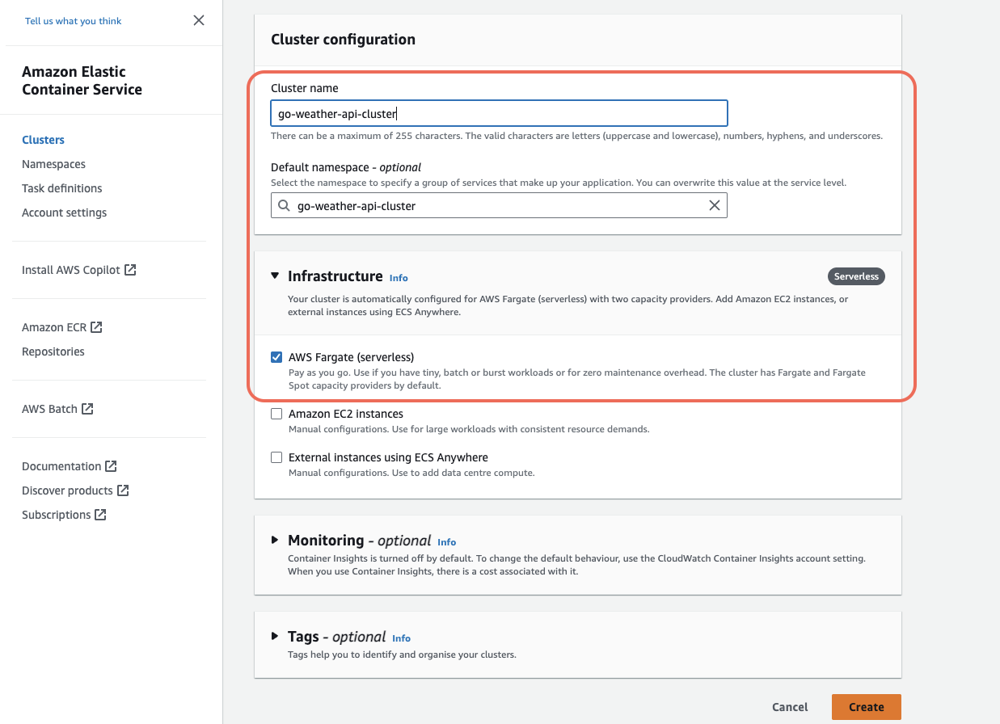 Tell us what you think
Amazon Elastic
Container Service
Clusters
Namespaces
Task definitions
Account settings
Install AWS Copilot
Amazon ECR
Repositories
AWS Batch
Documentation
Discover products
Subscriptions
Cluster configuration
Cluster name
go-weather-api-cluster
There can be a maximum of 255 characters. The valid characters are letters (uppercase and lowercase), numbers, hyphens, and underscores.
Default namespace - optional
Select the namespace to specify a group of services that make up your application. You can overwrite this value at the service level.
go-weather-api-cluster
Infrastructure Info
Serverless
Your cluster is automatically configured for AWS Fargate (serverless) with two capacity providers. Add Amazon EC2 instances, or
external instances using ECS Anywhere.
AWS Fargate (serverless)
Pay as you go. Use if you have tiny, batch or burst workloads or for zero maintenance overhead. The cluster has Fargate and Fargate
Spot capacity providers by default.
Amazon EC2 instances
Manual configurations. Use for large workloads with consistent resource demands.
External instances using ECS Anywhere
Manual configurations. Use to add data centre compute.
Monitoring - optional Info
Container Insights is turned off by default. To change the default behaviour, use the CloudWatch Container Insights account setting.
When you use Container Insights, there is a cost associated with it.
Tags - optional Info
Tags help you to identify and organise your clusters.
Cancel
Create